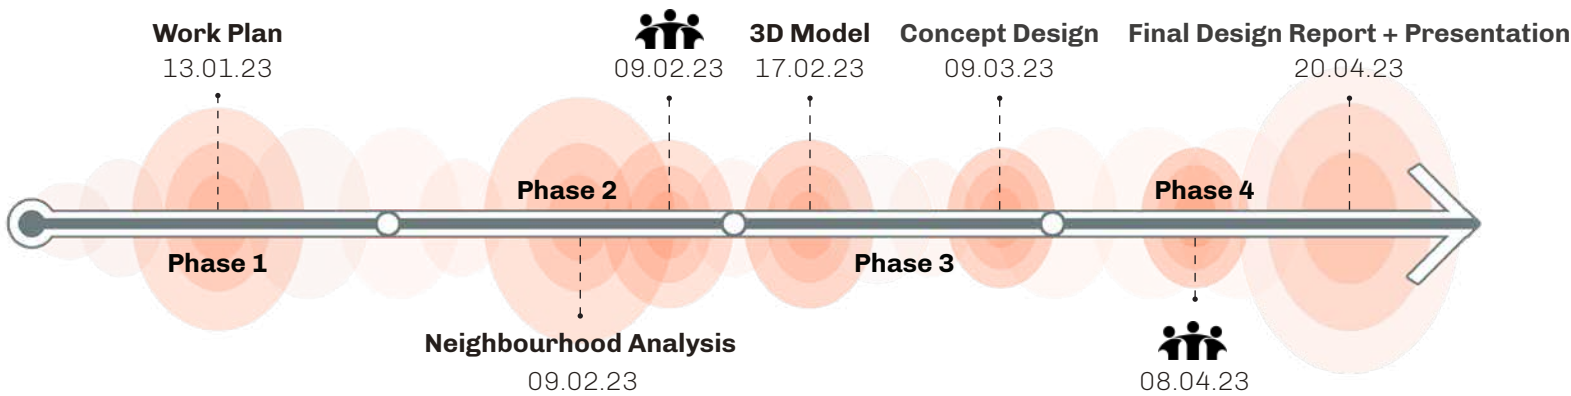 Work Plan
13.01.23
09.02.23
3D Model
17.02.23
Concept Design
09.03.23
Final Design Report + Presentation
20.04.23
Phase 1
Phase 2
Phase 3
Phase 4
Neighbourhood Analysis
09.02.23
08.04.23